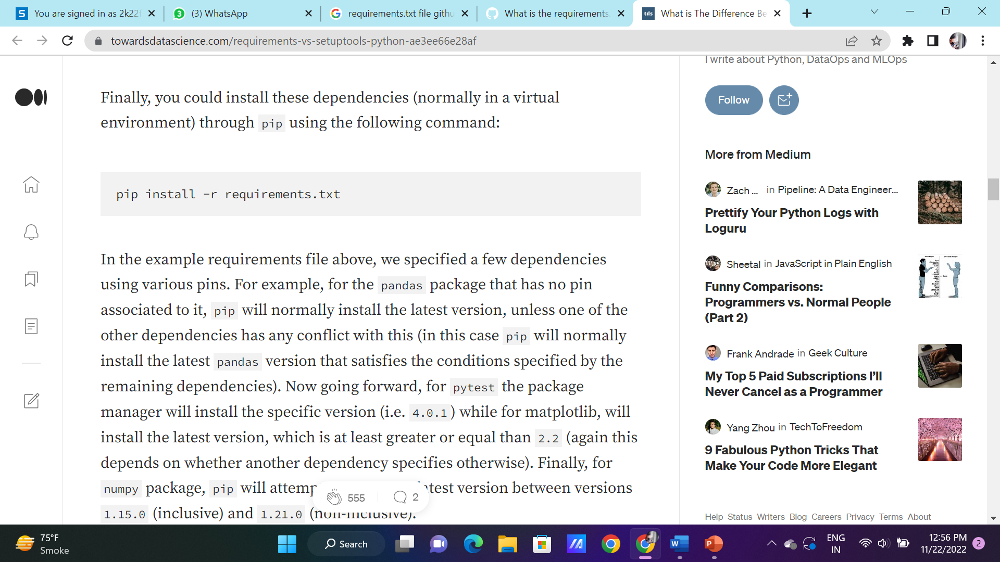 You are signed in as 2k22
(3) WhatsApp
requirements.txt file githu
What is the requirements.
tds What is The Difference Be
towardsdatascience.com/requirements-vs-setuptools-python-ae3ee66e28af
Finally, you could install these dependencies (normally in a virtual
environment) through pip using the following command:
pip install -r requirements.txt
In the example requirements file above, we specified a few dependencies
using various pins. For example, for the pandas package that has no pin
associated to it, pip will normally install the latest version, unless one of the
other dependencies has any conflict with this (in this case pip will normally
install the latest pandas version that satisfies the conditions specified by the
remaining dependencies). Now going forward, for pytest the package
manager will install the specific version (i.e. 4.0.1) while for matplotlib, will
install the latest version, which is at least greater or equal than 2.2 (again this
depends on whether another dependency specifies otherwise). Finally, for
numpy package, pip will attemp test version between versions
555 2
1.15.0 (inclusive) and 1.21.0 (non-inclusive).
I write about Python, DataOps and MLOps
Follow
More from Medium
Zach ... in Pipeline: A Data Engineer...
Prettify Your Python Logs with
Loguru
Sheetal in JavaScript in Plain English
Funny Comparisons:
Programmers vs. Normal People
(Part 2)
Frank Andrade in Geek Culture
My Top 5 Paid Subscriptions I'll
Never Cancel as a Programmer
Yang Zhou in TechToFreedom
9 Fabulous Python Tricks That
Make Your Code More Elegant
Help Status Writers Blog Careers Privacy Terms About
75°F
Smoke
Search
ENG
IN
12:56 PM
11/22/2022
2